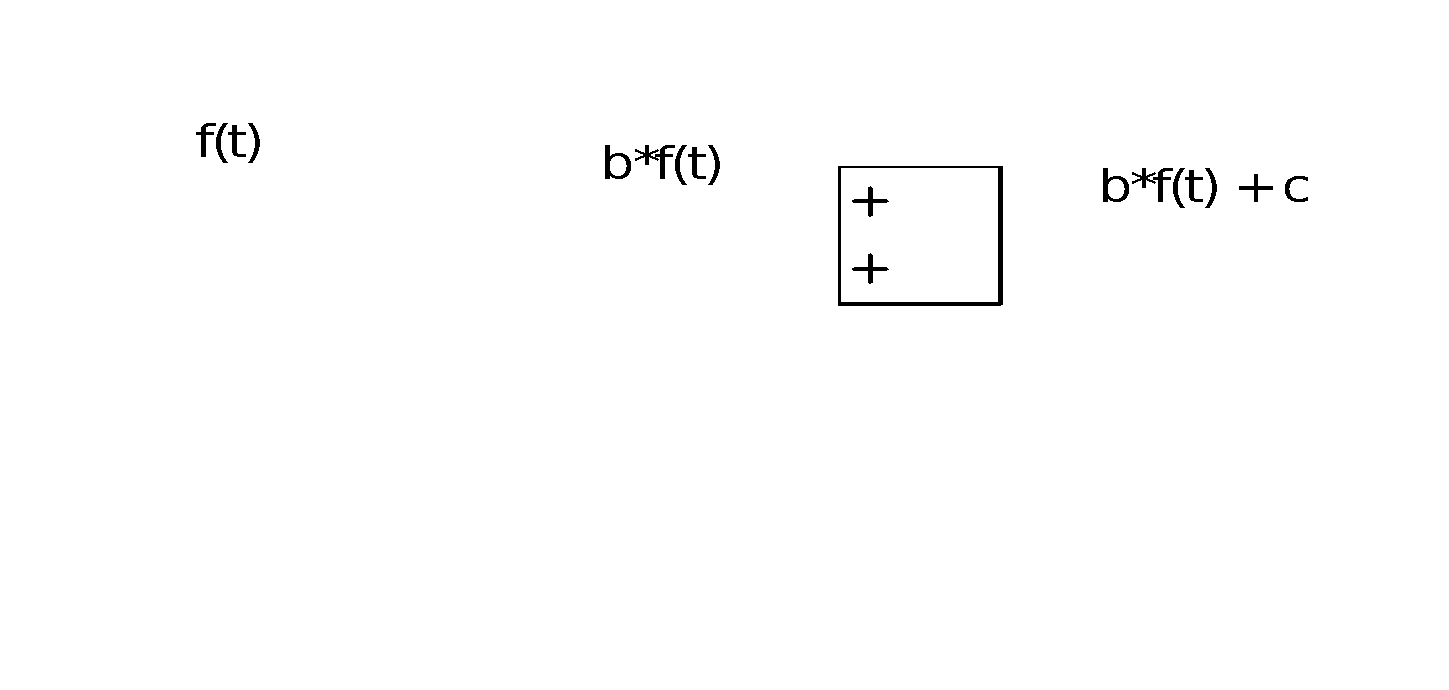 f(t)
b*f(t)
+
+
b*f(t) + c